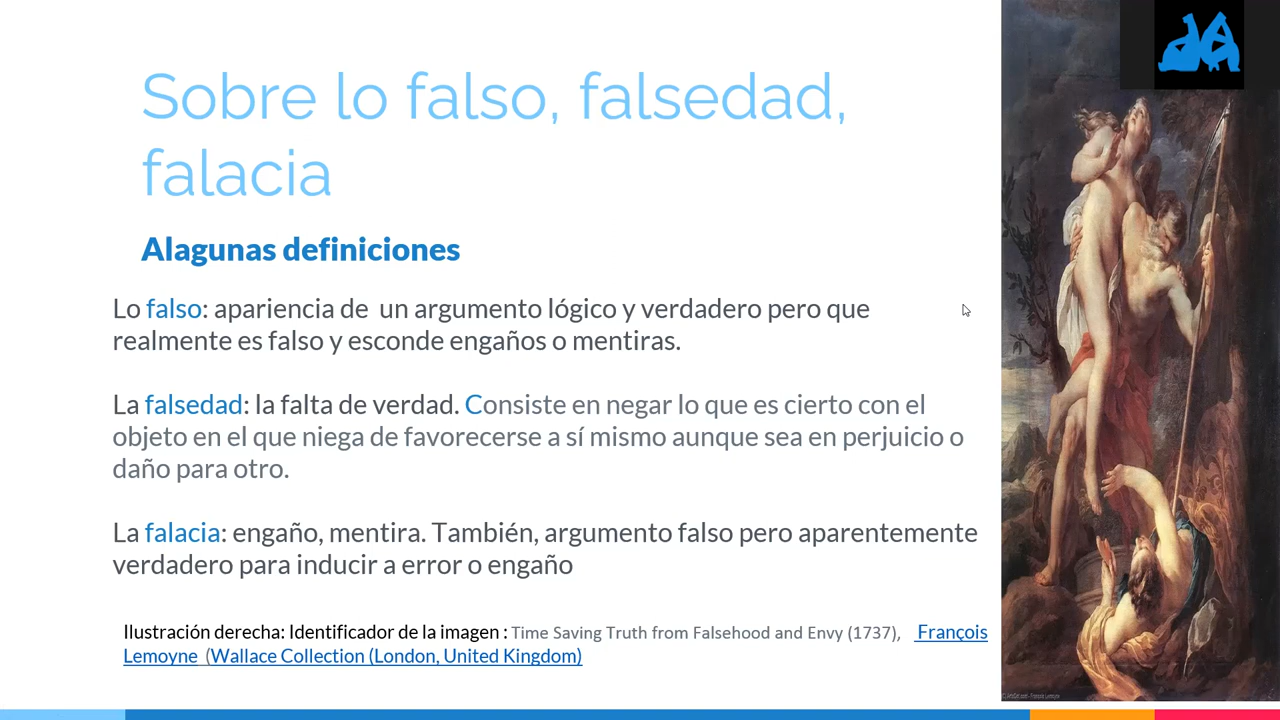 Sobre lo falso, falsedad,
falacia
Alagunas definiciones
Lo falso: apariencia de un argumento lógico y verdadero pero que
realmente es falso y esconde engaños o mentiras.
La falsedad: la falta de verdad. Consiste en negar lo que es cierto con el
objeto en el que niega de favorecerse a sí mismo aunque sea en perjuicio o
daño para otro.
La falacia: engaño, mentira. También, argumento falso pero aparentemente
verdadero para inducir a error o engaño
Ilustración derecha: Identificador de la imagen : Time Saving Truth from Falsehood and Envy (1737), François
Lemoyne (Wallace Collection (London, United Kingdom)